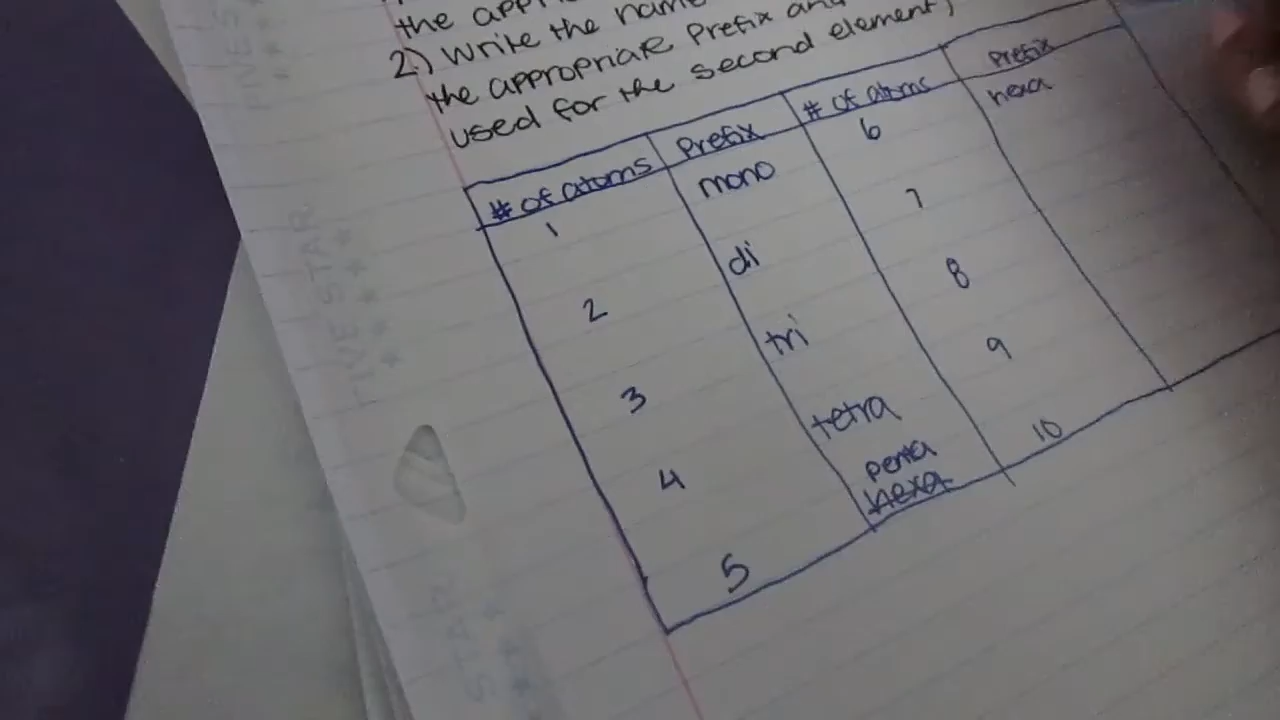 the
2.) Write the name
the appropriate Prefix and
used for the second element)
# of atoms Prefix # of atoms Prefix
1 mono 6 hexa
2 di 7
3 tri 8
4 tetra 9
5 penta 10
hexa